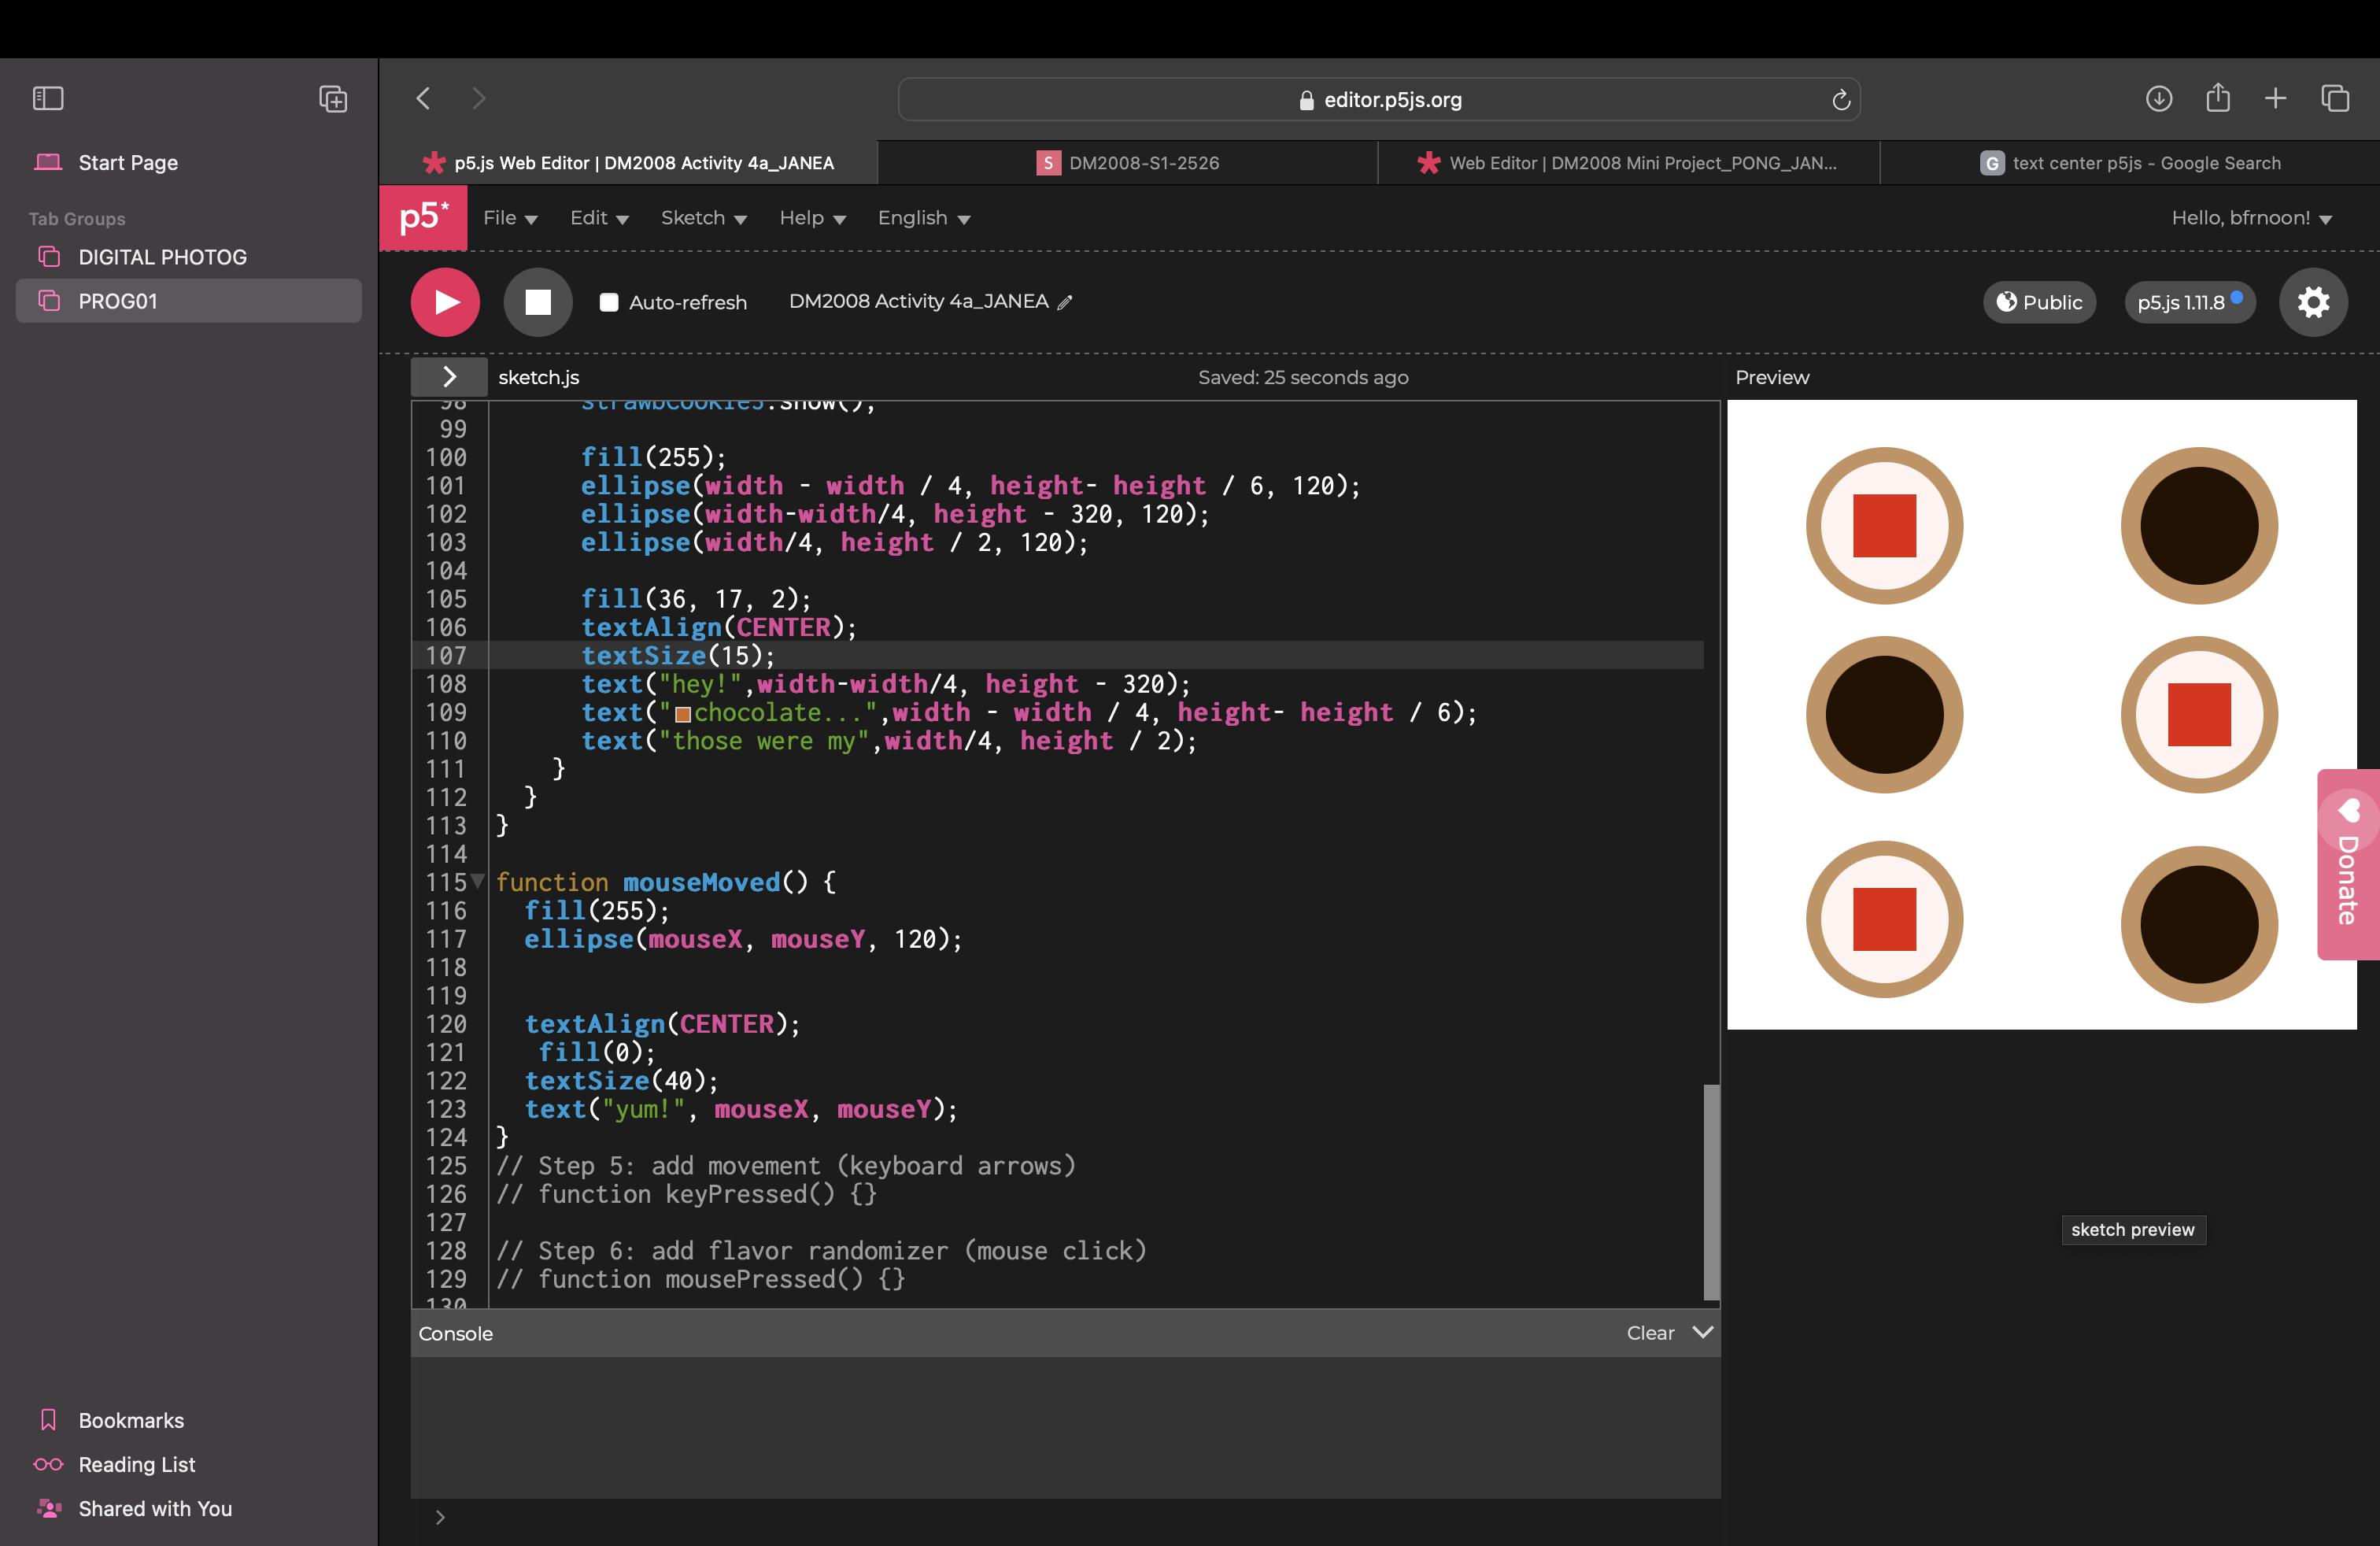 editor.p5js.org
Start Page
p5.js Web Editor | DM2008 Activity 4a_JANEA
S DM2008-S1-2526
Web Editor | DM2008 Mini Project_PONG_JAN...
G text center p5js - Google Search
Tab Groups
DIGITAL PHOTOG
PROG01
p5* File Edit Sketch Help English Hello, bfrnoon!
Auto-refresh DM2008 Activity 4a_JANEA Public p5.js 1.11.8
sketch.js Saved: 25 seconds ago Preview
98 strawbCookie3.show();
99
100 fill(255);
101 ellipse(width - width / 4, height- height / 6, 120);
102 ellipse(width-width/4, height - 320, 120);
103 ellipse(width/4, height / 2, 120);
104
105 fill(36, 17, 2);
106 textAlign(CENTER);
107 textSize(15);
108 text("hey!",width-width/4, height - 320);
109 text("chocolate...",width - width / 4, height- height / 6);
110 text("those were my",width/4, height / 2);
111 }
112 }
113 }
114
115 function mouseMoved() {
116 fill(255);
117 ellipse(mouseX, mouseY, 120);
118
119
120 textAlign(CENTER);
121 fill(0);
122 textSize(40);
123 text("yum!", mouseX, mouseY);
124 }
125 // Step 5: add movement (keyboard arrows)
126 // function keyPressed() {}
127
128 // Step 6: add flavor randomizer (mouse click)
129 // function mousePressed() {}
130
Donate
sketch preview
Console Clear
Bookmarks
Reading List
Shared with You